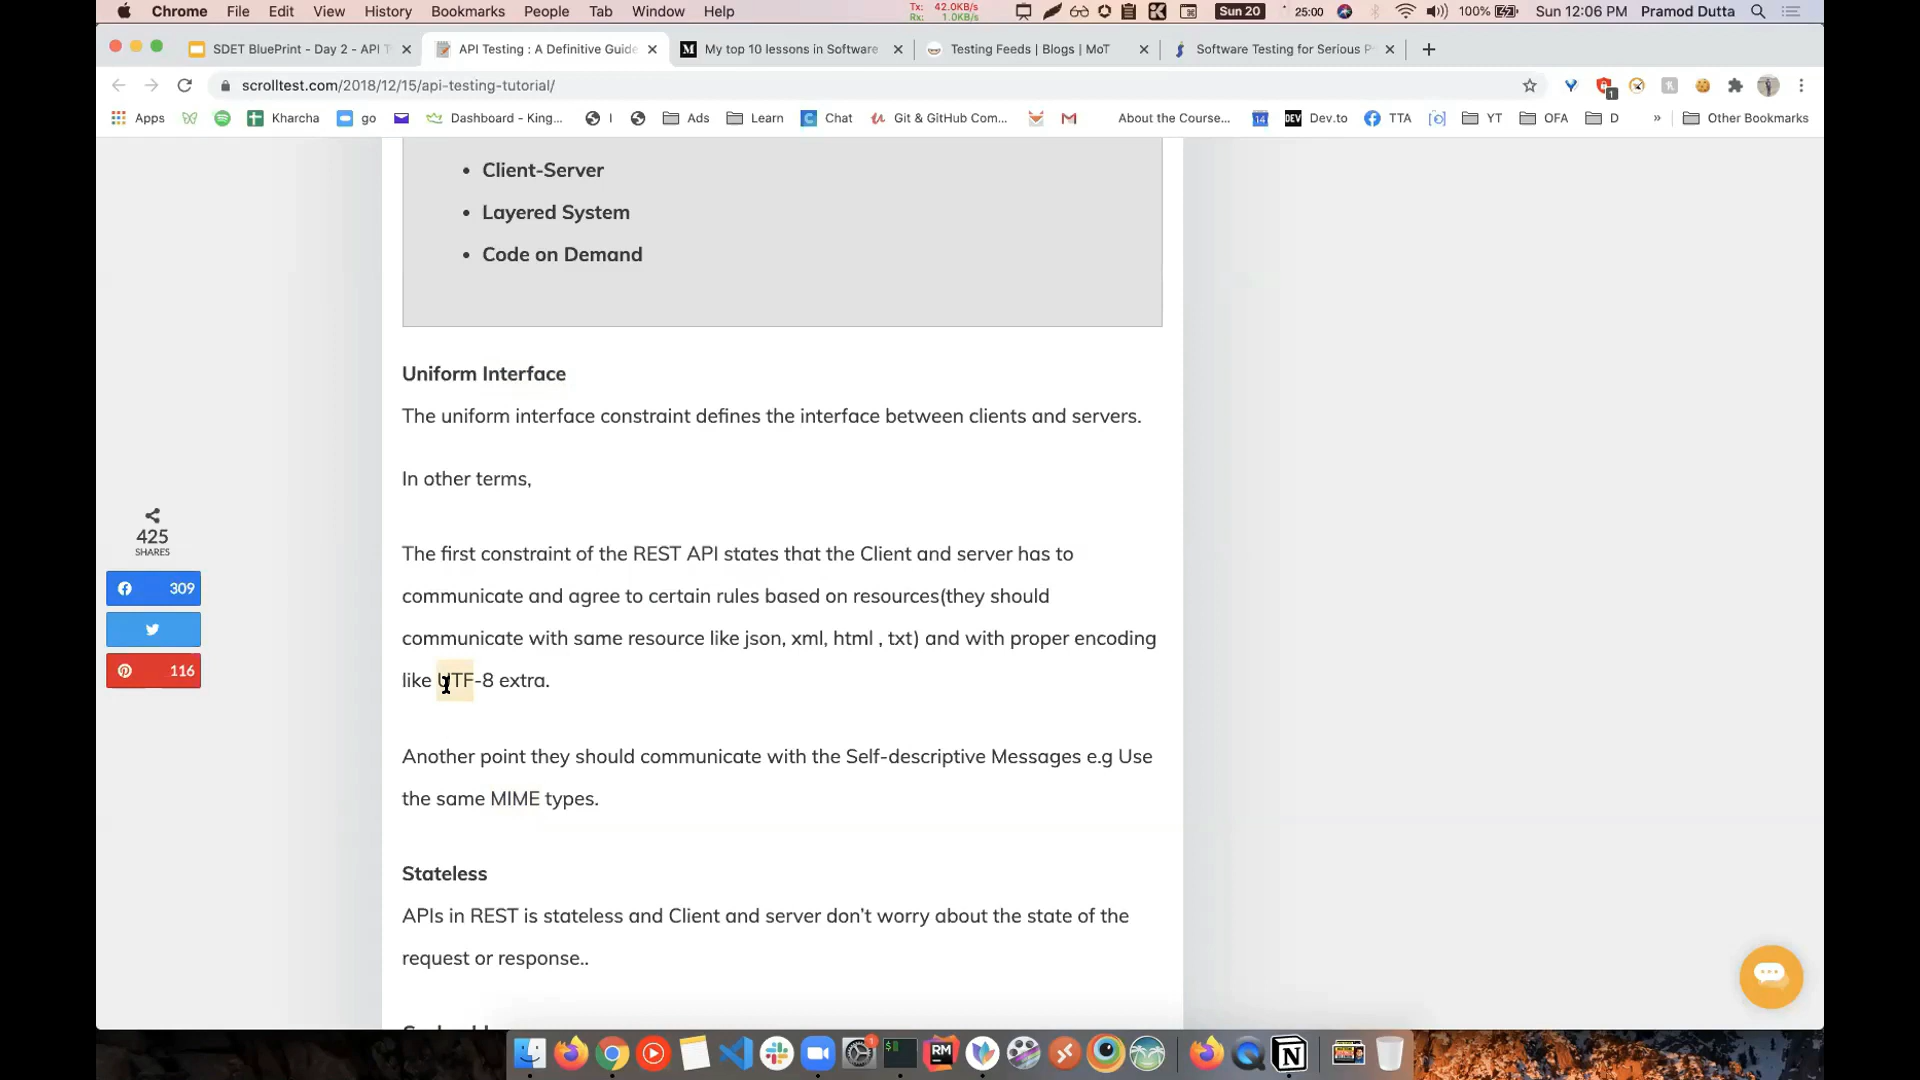 Chrome File Edit View History Bookmarks People Tab Window Help Tx: 42.0KB/s Rx: 1.0KB/s Sun 20 25:00 100% Sun 12:06 PM Pramod Dutta
SDET BluePrint - Day 2 - API T API Testing : A Definitive Guide My top 10 lessons in Software Testing Feeds | Blogs | MoT Software Testing for Serious P
scrolltest.com/2018/12/15/api-testing-tutorial/
Apps Kharcha go Dashboard - King... I Ads Learn Chat Git & GitHub Com... About the Course... 14 DEV Dev.to TTA YT OFA D » Other Bookmarks
• Client-Server
• Layered System
• Code on Demand
Uniform Interface
The uniform interface constraint defines the interface between clients and servers.
In other terms,
The first constraint of the REST API states that the Client and server has to
communicate and agree to certain rules based on resources(they should
communicate with same resource like json, xml, html , txt) and with proper encoding
like UTF-8 extra.
Another point they should communicate with the Self-descriptive Messages e.g Use
the same MIME types.
Stateless
APIs in REST is stateless and Client and server don't worry about the state of the
request or response..
425
SHARES
309
116